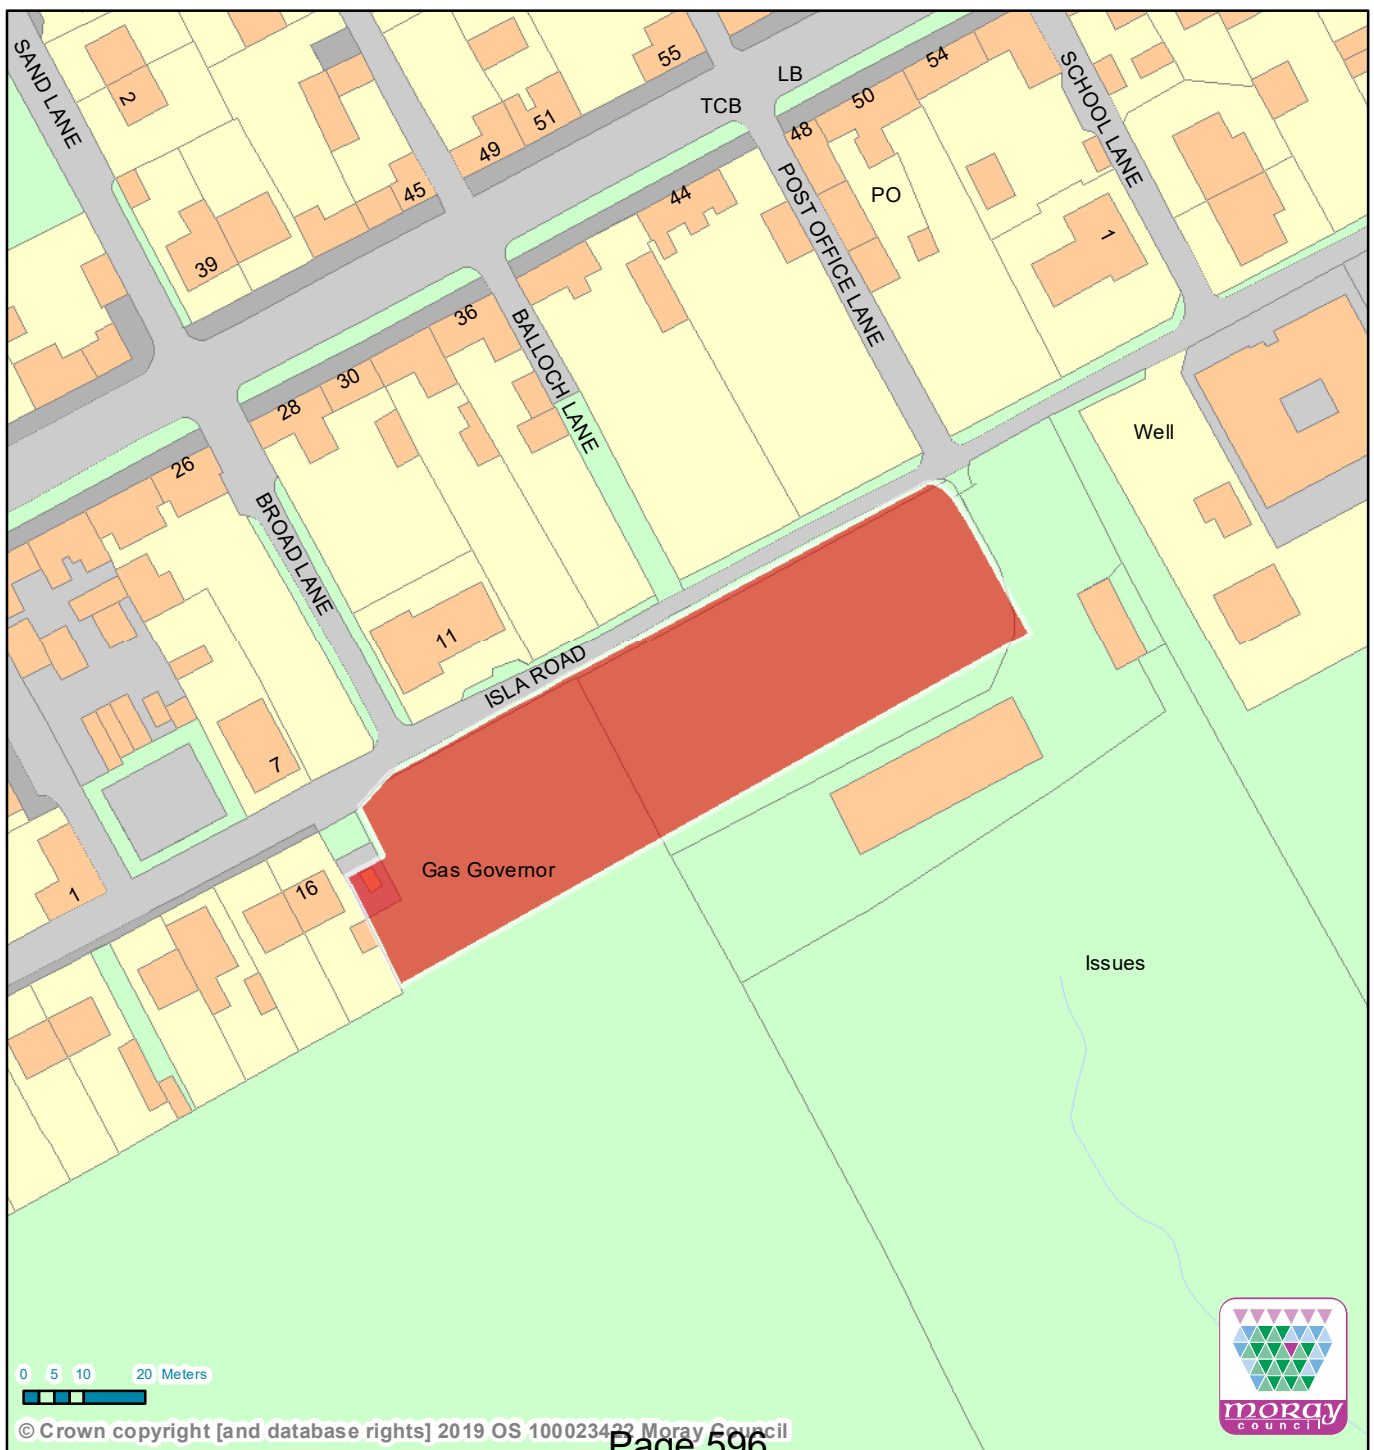 SAND LANE
2
55
LB
54
TCB
50
SCHOOL LANE
51
48
49
45
44
POST OFFICE LANE
PO
39
1
36
BALLOCH LANE
30
28
Well
26
BROAD LANE
11
ISLA ROAD
7
Gas Governor
16
1
Issues
0 5 10 20 Meters
moray
council
© Crown copyright [and database rights] 2019 OS 100023422 Moray Council
Page 596